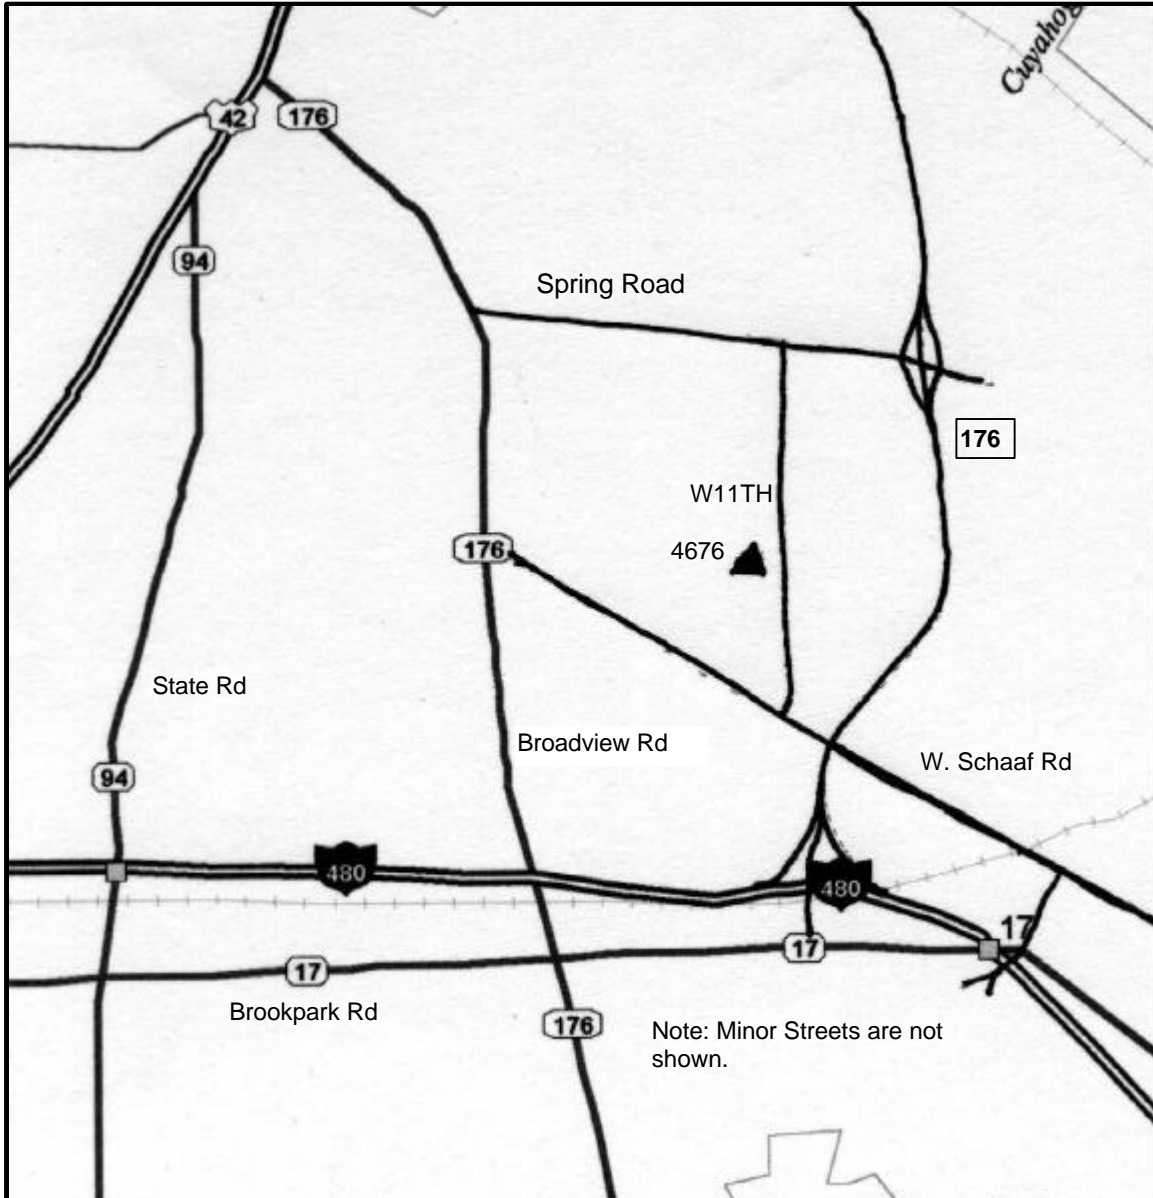 Cuyahog
42
176
94
Spring Road
176
W11TH
176
4676
State Rd
Broadview Rd
W. Schaaf Rd
94
480
480
17
17
17
Brookpark Rd
176
Note: Minor Streets are not
shown.